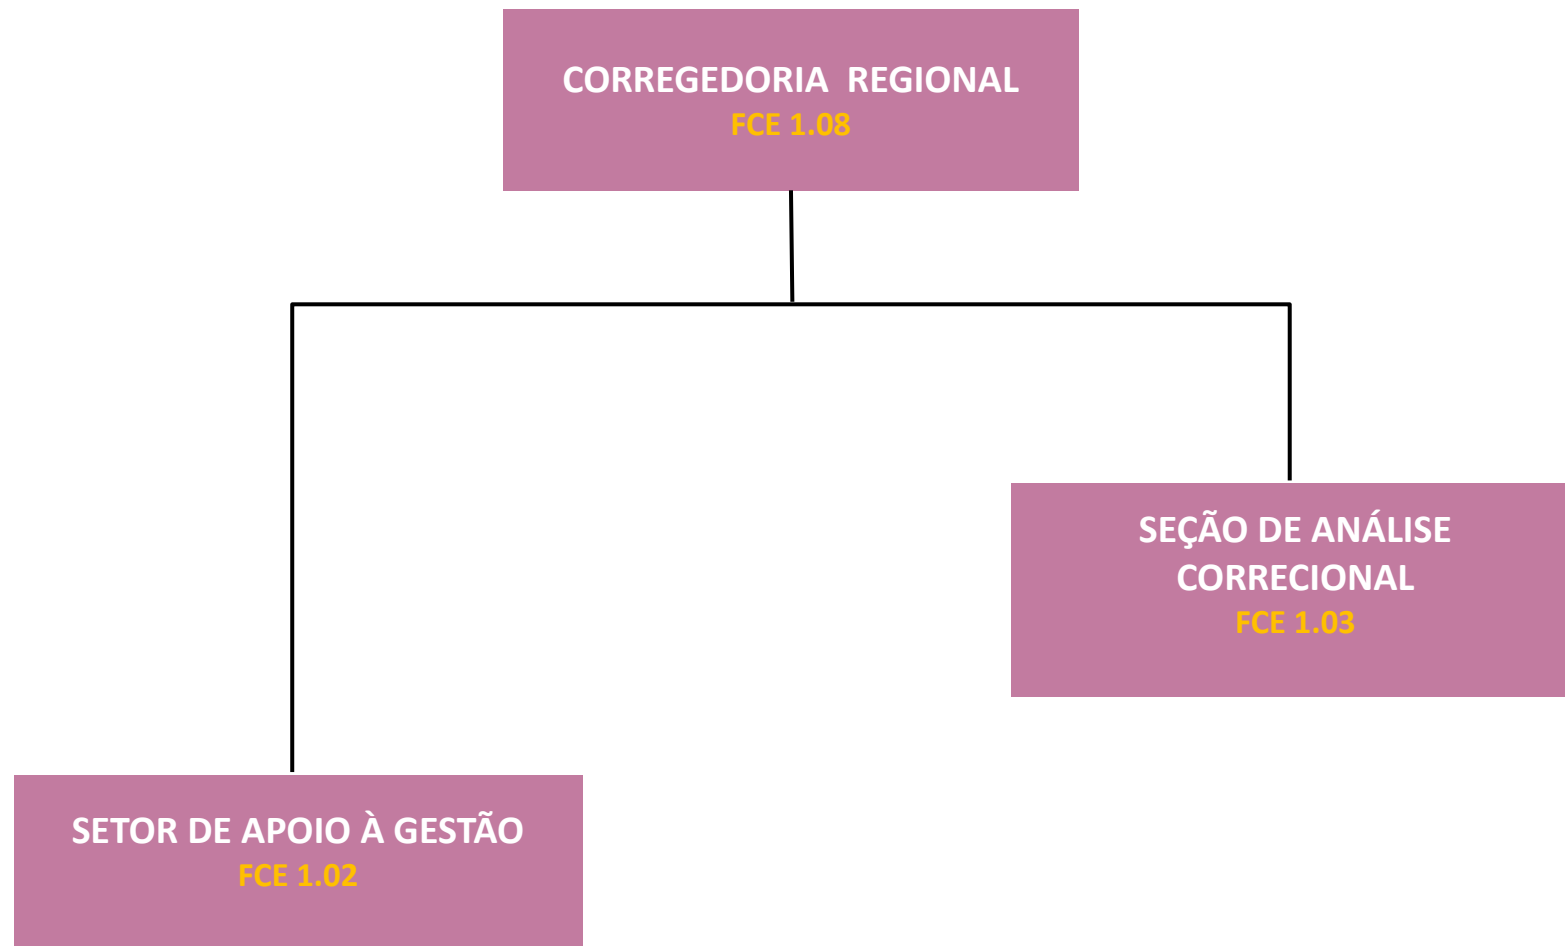 CORREGEDORIA REGIONAL
FCE 1.08
SEÇÃO DE ANÁLISE
CORRECIONAL
FCE 1.03
SETOR DE APOIO À GESTÃO
FCE 1.02